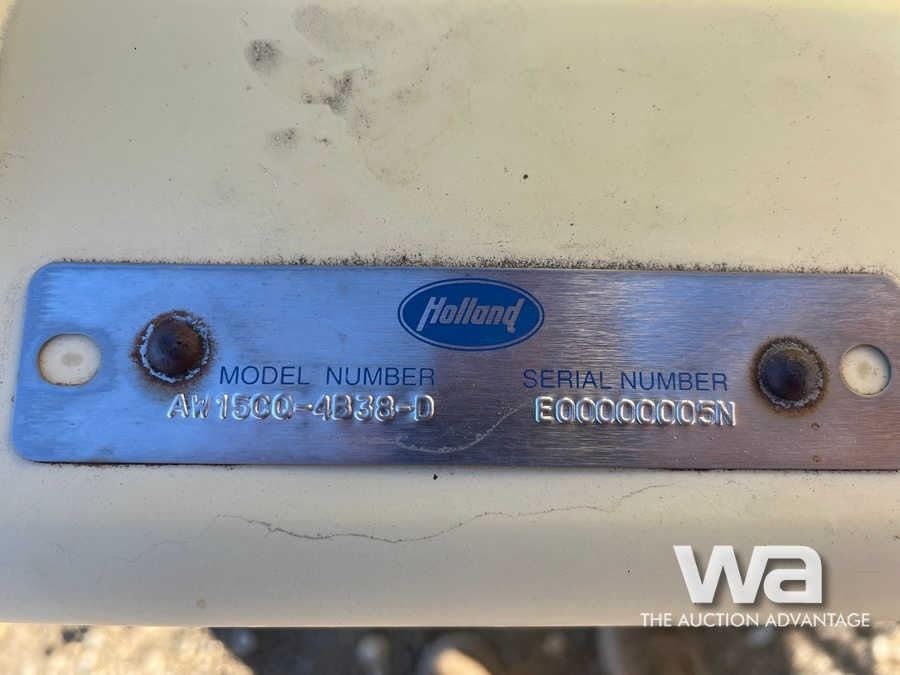 Holland
MODEL NUMBER SERIAL NUMBER
AW15CQ-4B38-D E00000005N
wa
THE AUCTION ADVANTAGE